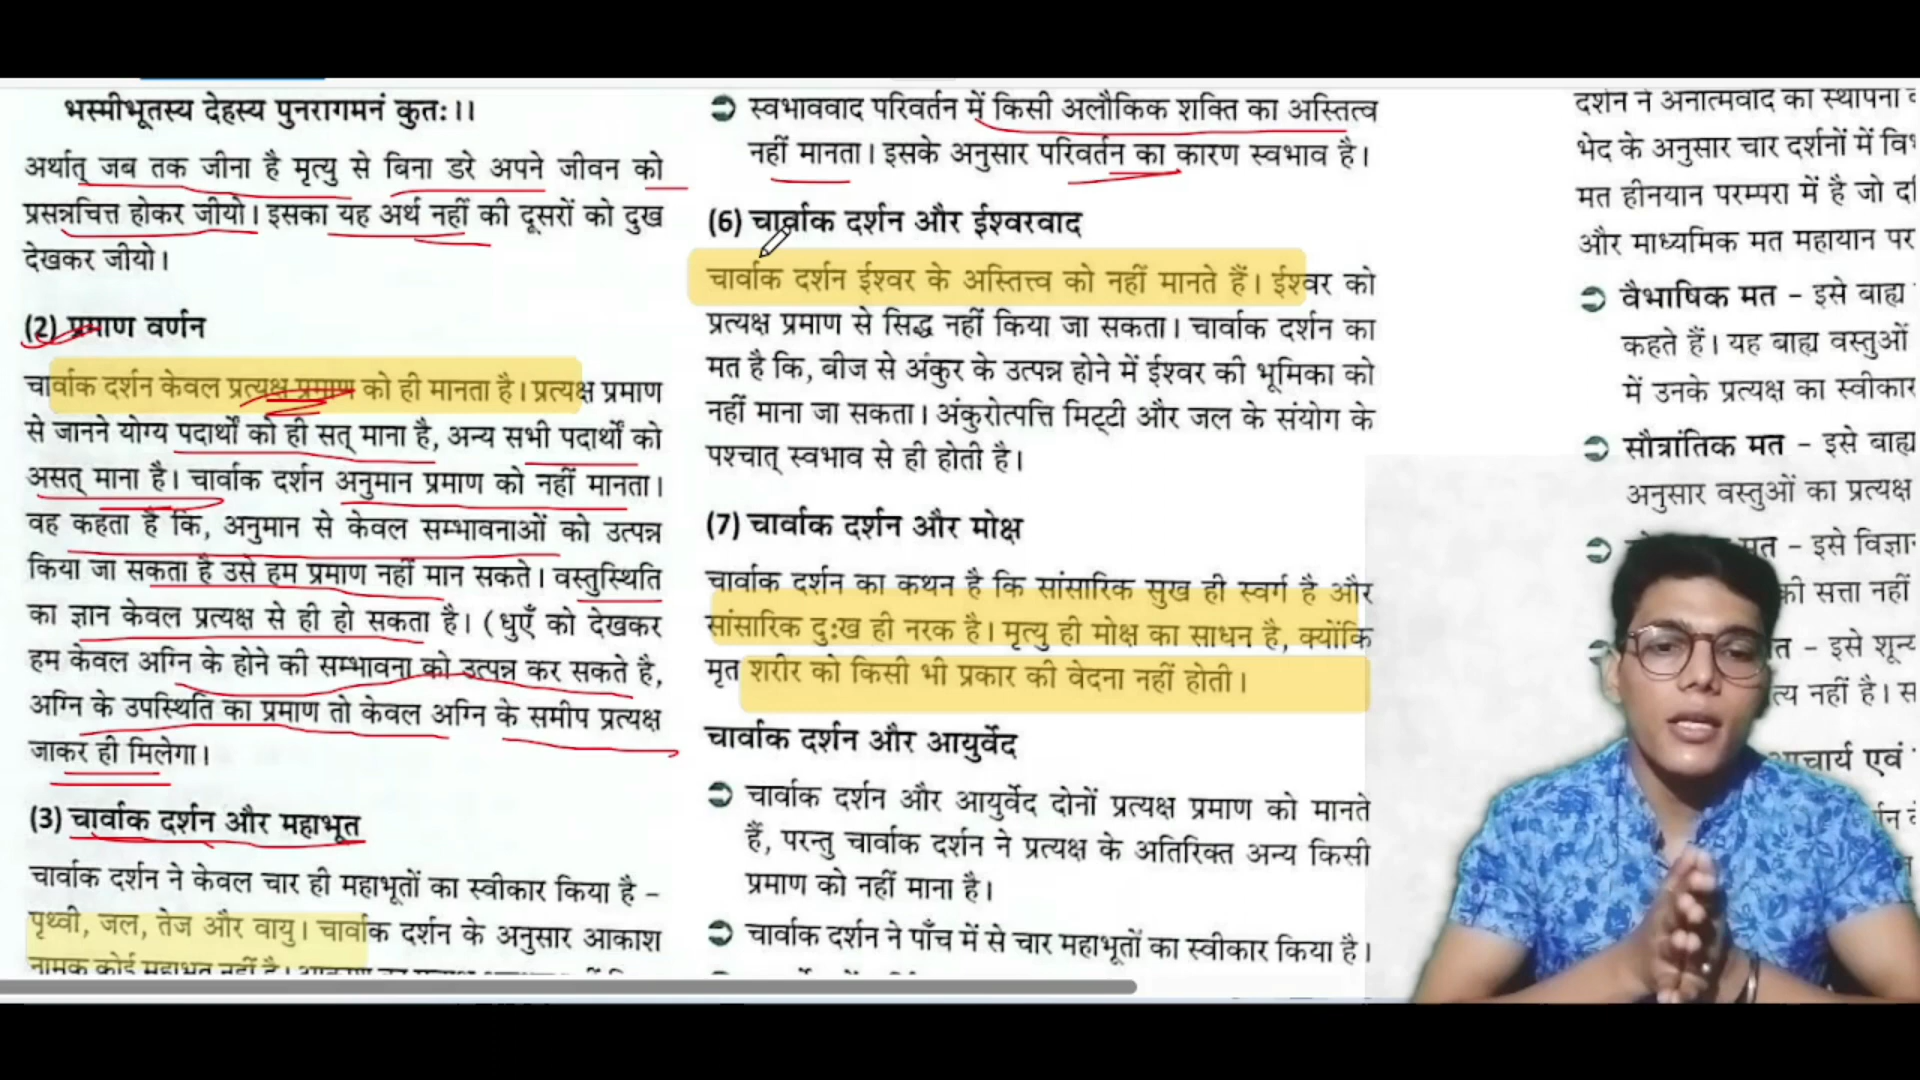 भस्मीभूतस्य देहस्य पुनरागमनं कुतः।।
अर्थात् जब तक जीना है मृत्यु से बिना डरे अपने जीवन को
प्रसन्नचित्त होकर जीयो। इसका यह अर्थ नहीं की दूसरों को दुख
देखकर जीयो।
(2) प्रमाण वर्णन
चार्वाक दर्शन केवल प्रत्यक्ष प्रमाण को ही मानता है। प्रत्यक्ष प्रमाण
से जानने योग्य पदार्थों को ही सत् माना है, अन्य सभी पदार्थों को
असत् माना है। चार्वाक दर्शन अनुमान प्रमाण को नहीं मानता।
वह कहता है कि, अनुमान से केवल सम्भावनाओं को उत्पन्न
किया जा सकता है उसे हम प्रमाण नहीं मान सकते। वस्तुस्थिति
का ज्ञान केवल प्रत्यक्ष से ही हो सकता है। (धुएँ को देखकर
हम केवल अग्नि के होने की सम्भावना को उत्पन्न कर सकते है,
अग्नि के उपस्थिति का प्रमाण तो केवल अग्नि के समीप प्रत्यक्ष
जाकर ही मिलेगा।
(3) चार्वाक दर्शन और महाभूत
चार्वाक दर्शन ने केवल चार ही महाभूतों का स्वीकार किया है –
पृथ्वी, जल, तेज और वायु। चार्वाक दर्शन के अनुसार आकाश
नामक कोई महाभूत नहीं है।
स्वभाववाद परिवर्तन में किसी अलौकिक शक्ति का अस्तित्व
नहीं मानता। इसके अनुसार परिवर्तन का कारण स्वभाव है।
(6) चार्वाक दर्शन और ईश्वरवाद
चार्वाक दर्शन ईश्वर के अस्तित्त्व को नहीं मानते हैं। ईश्वर को
प्रत्यक्ष प्रमाण से सिद्ध नहीं किया जा सकता। चार्वाक दर्शन का
मत है कि, बीज से अंकुर के उत्पन्न होने में ईश्वर की भूमिका को
नहीं माना जा सकता। अंकुरोत्पत्ति मिट्टी और जल के संयोग के
पश्चात् स्वभाव से ही होती है।
(7) चार्वाक दर्शन और मोक्ष
चार्वाक दर्शन का कथन है कि सांसारिक सुख ही स्वर्ग है और
सांसारिक दुःख ही नरक है। मृत्यु ही मोक्ष का साधन है, क्योंकि
मृत शरीर को किसी भी प्रकार की वेदना नहीं होती।
चार्वाक दर्शन और आयुर्वेद
चार्वाक दर्शन और आयुर्वेद दोनों प्रत्यक्ष प्रमाण को मानते
हैं, परन्तु चार्वाक दर्शन ने प्रत्यक्ष के अतिरिक्त अन्य किसी
प्रमाण को नहीं माना है।
चार्वाक दर्शन ने पाँच में से चार महाभूतों का स्वीकार किया है।
दर्शन ने अनात्मवाद की स्थापना
भेद के अनुसार चार दर्शनों में
मत हीनयान परम्परा में है जो
और माध्यमिक मत महायान
वैभाषिक मत – इसे बाह्य
कहते हैं। यह बाह्य वस्तुओं
में उनके प्रत्यक्ष का स्वीकार
सौत्रांतिक मत – इसे बाह्य
अनुसार वस्तुओं का प्रत्यक्ष
मत – इसे
की सत्ता नहीं
– इसे
नहीं है।
एवं